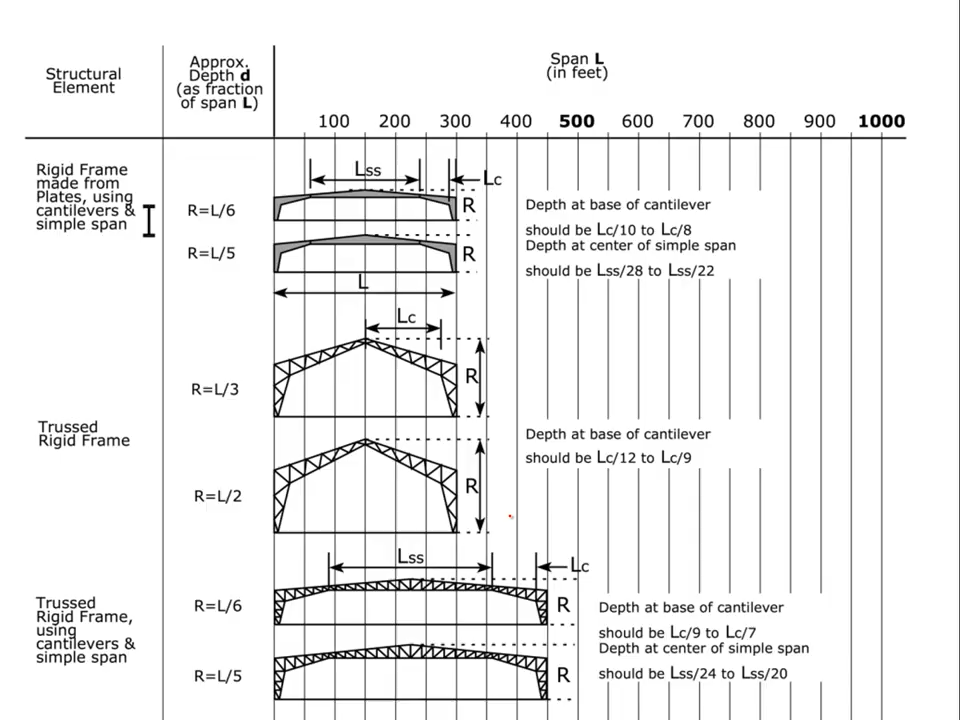 Structural
Element
Approx.
Depth d
(as fraction
of span L)
Span L
(in feet)
100 200 300 400 500 600 700 800 900 1000
Rigid Frame
made from
Plates, using
cantilevers &
simple span
Lss
Lc
R=L/6
R
Depth at base of cantilever
should be Lc/10 to Lc/8
R=L/5
R
Depth at center of simple span
should be Lss/28 to Lss/22
L
Lc
R=L/3
R
Trussed
Rigid Frame
Depth at base of cantilever
should be Lc/12 to Lc/9
R=L/2
R
Lss
Lc
Trussed
Rigid Frame,
using
cantilevers &
simple span
R=L/6
R
Depth at base of cantilever
should be Lc/9 to Lc/7
R=L/5
R
Depth at center of simple span
should be Lss/24 to Lss/20